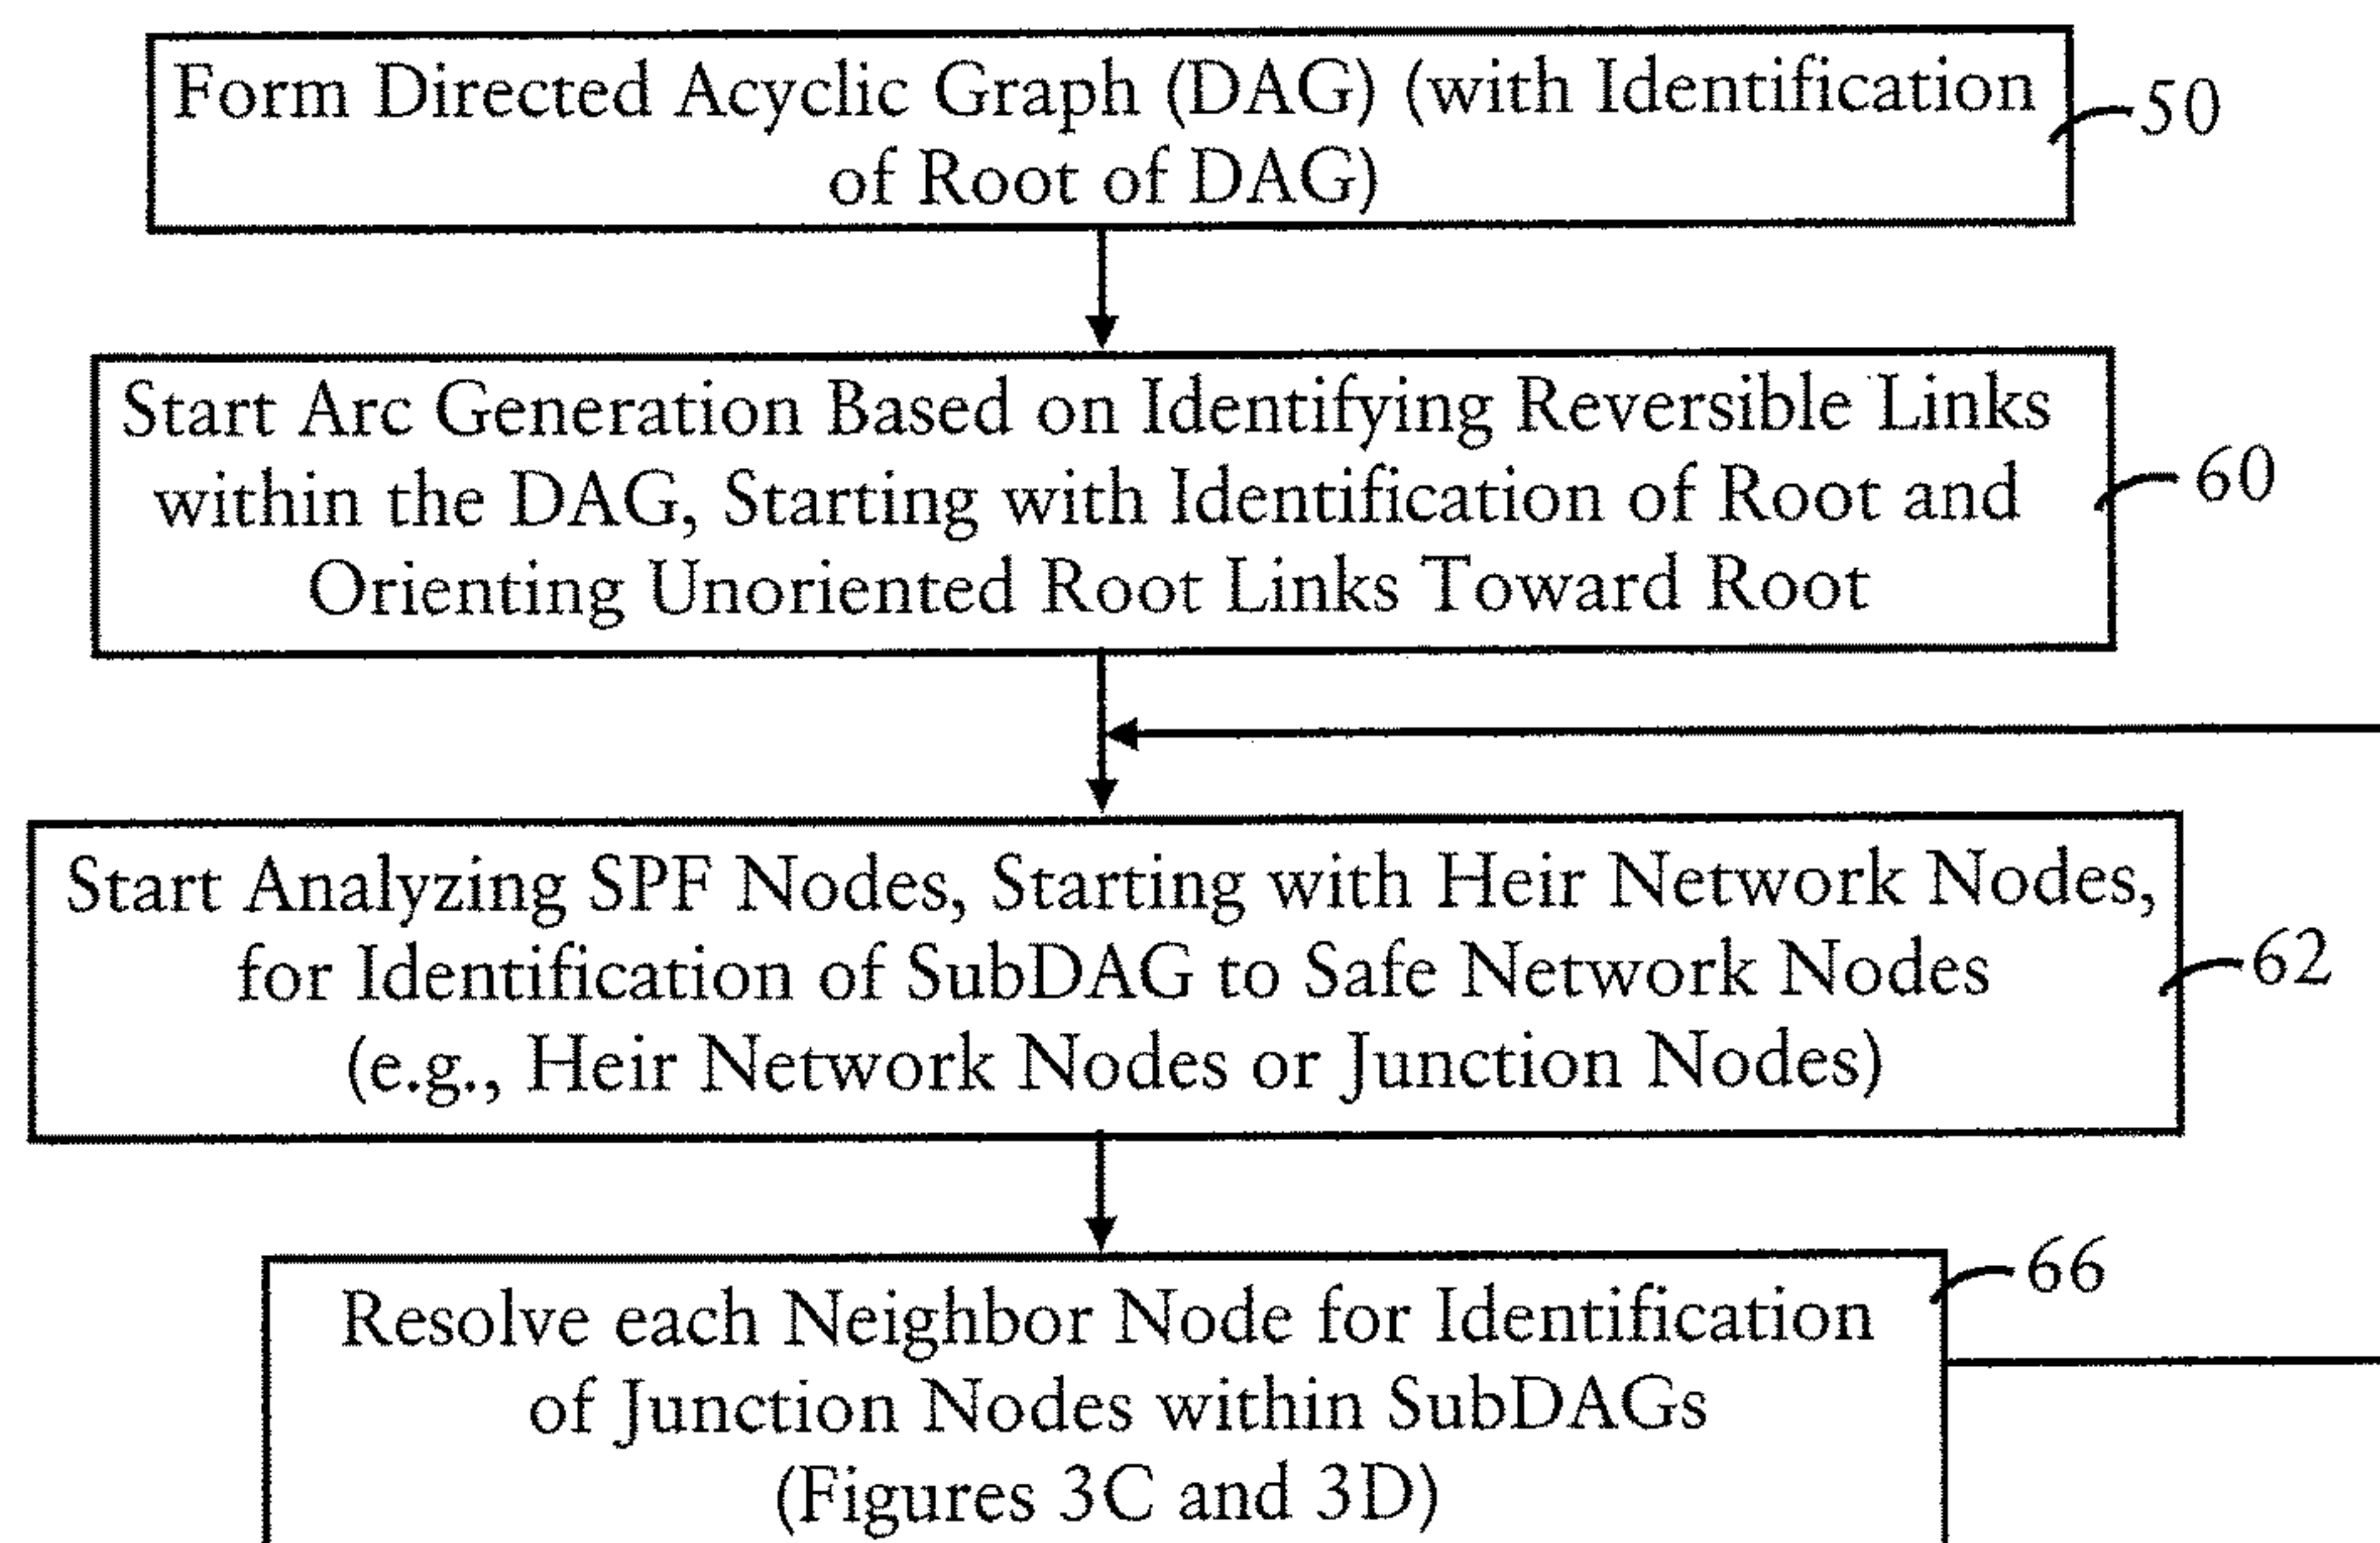 Form Directed Acyclic Graph (DAG) (with Identification
of Root of DAG)
50
Start Arc Generation Based on Identifying Reversible Links
within the DAG, Starting with Identification of Root and
Orienting Unoriented Root Links Toward Root
60
Start Analyzing SPF Nodes, Starting with Heir Network Nodes,
for Identification of SubDAG to Safe Network Nodes
(e.g., Heir Network Nodes or Junction Nodes)
62
Resolve each Neighbor Node for Identification
of Junction Nodes within SubDAGs
(Figures 3C and 3D)
66